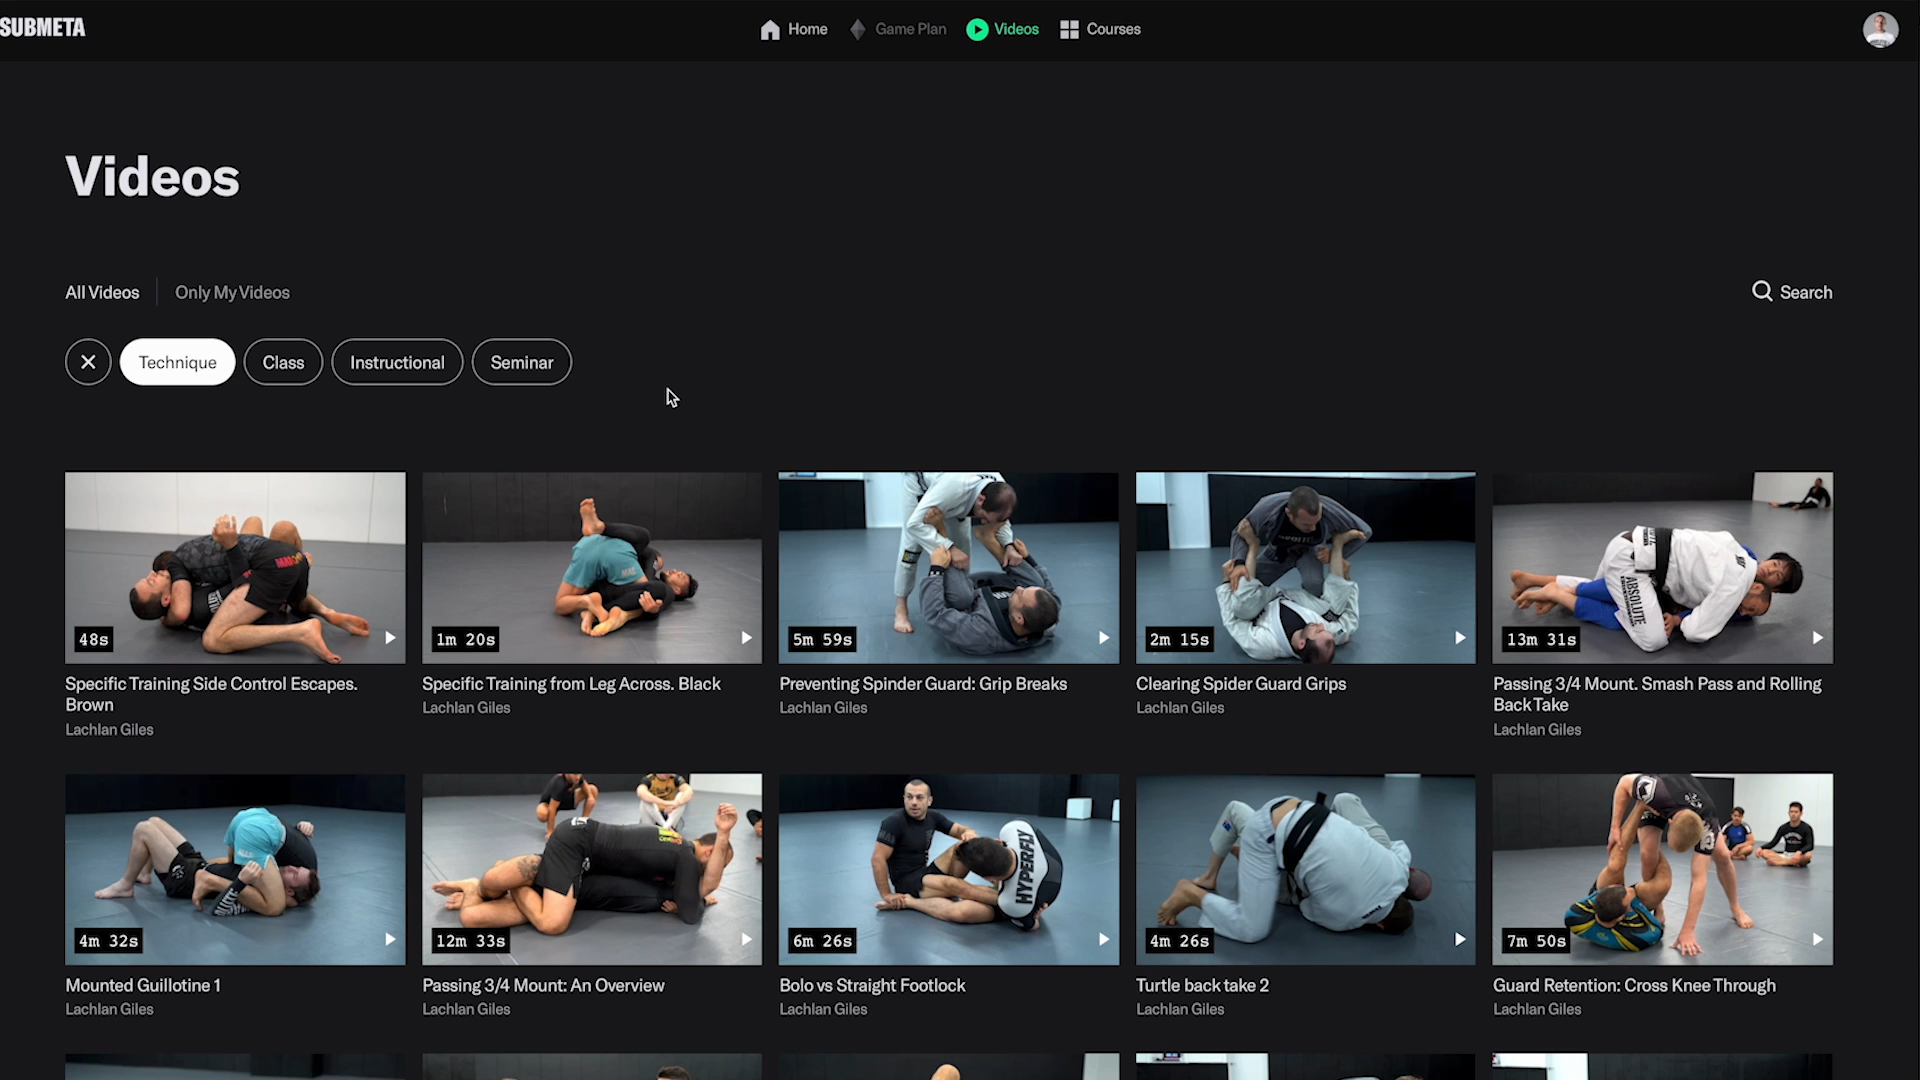 SUBMETA
Home
Game Plan
Videos
Courses
Videos
All Videos
Only My Videos
Search
Technique
Class
Instructional
Seminar
48s
1m 20s
5m 59s
2m 15s
13m 31s
Specific Training Side Control Escapes.
Brown
Lachlan Giles
Specific Training from Leg Across. Black
Lachlan Giles
Preventing Spinder Guard: Grip Breaks
Lachlan Giles
Clearing Spider Guard Grips
Lachlan Giles
Passing 3/4 Mount. Smash Pass and Rolling
Back Take
Lachlan Giles
ABSOLUTE
HYPERFLY
4m 32s
12m 33s
6m 26s
4m 26s
7m 50s
Mounted Guillotine 1
Lachlan Giles
Passing 3/4 Mount: An Overview
Lachlan Giles
Bolo vs Straight Footlock
Lachlan Giles
Turtle back take 2
Lachlan Giles
Guard Retention: Cross Knee Through
Lachlan Giles